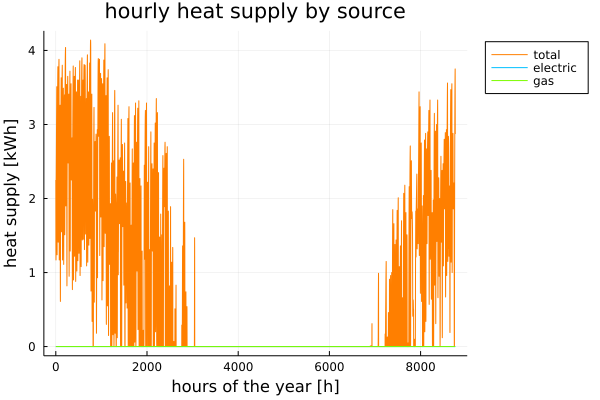 hourly heat supply by source
heat supply [kWh]
4
3
2
1
0
0
2000
4000
6000
8000
hours of the year [h]
total
electric
gas